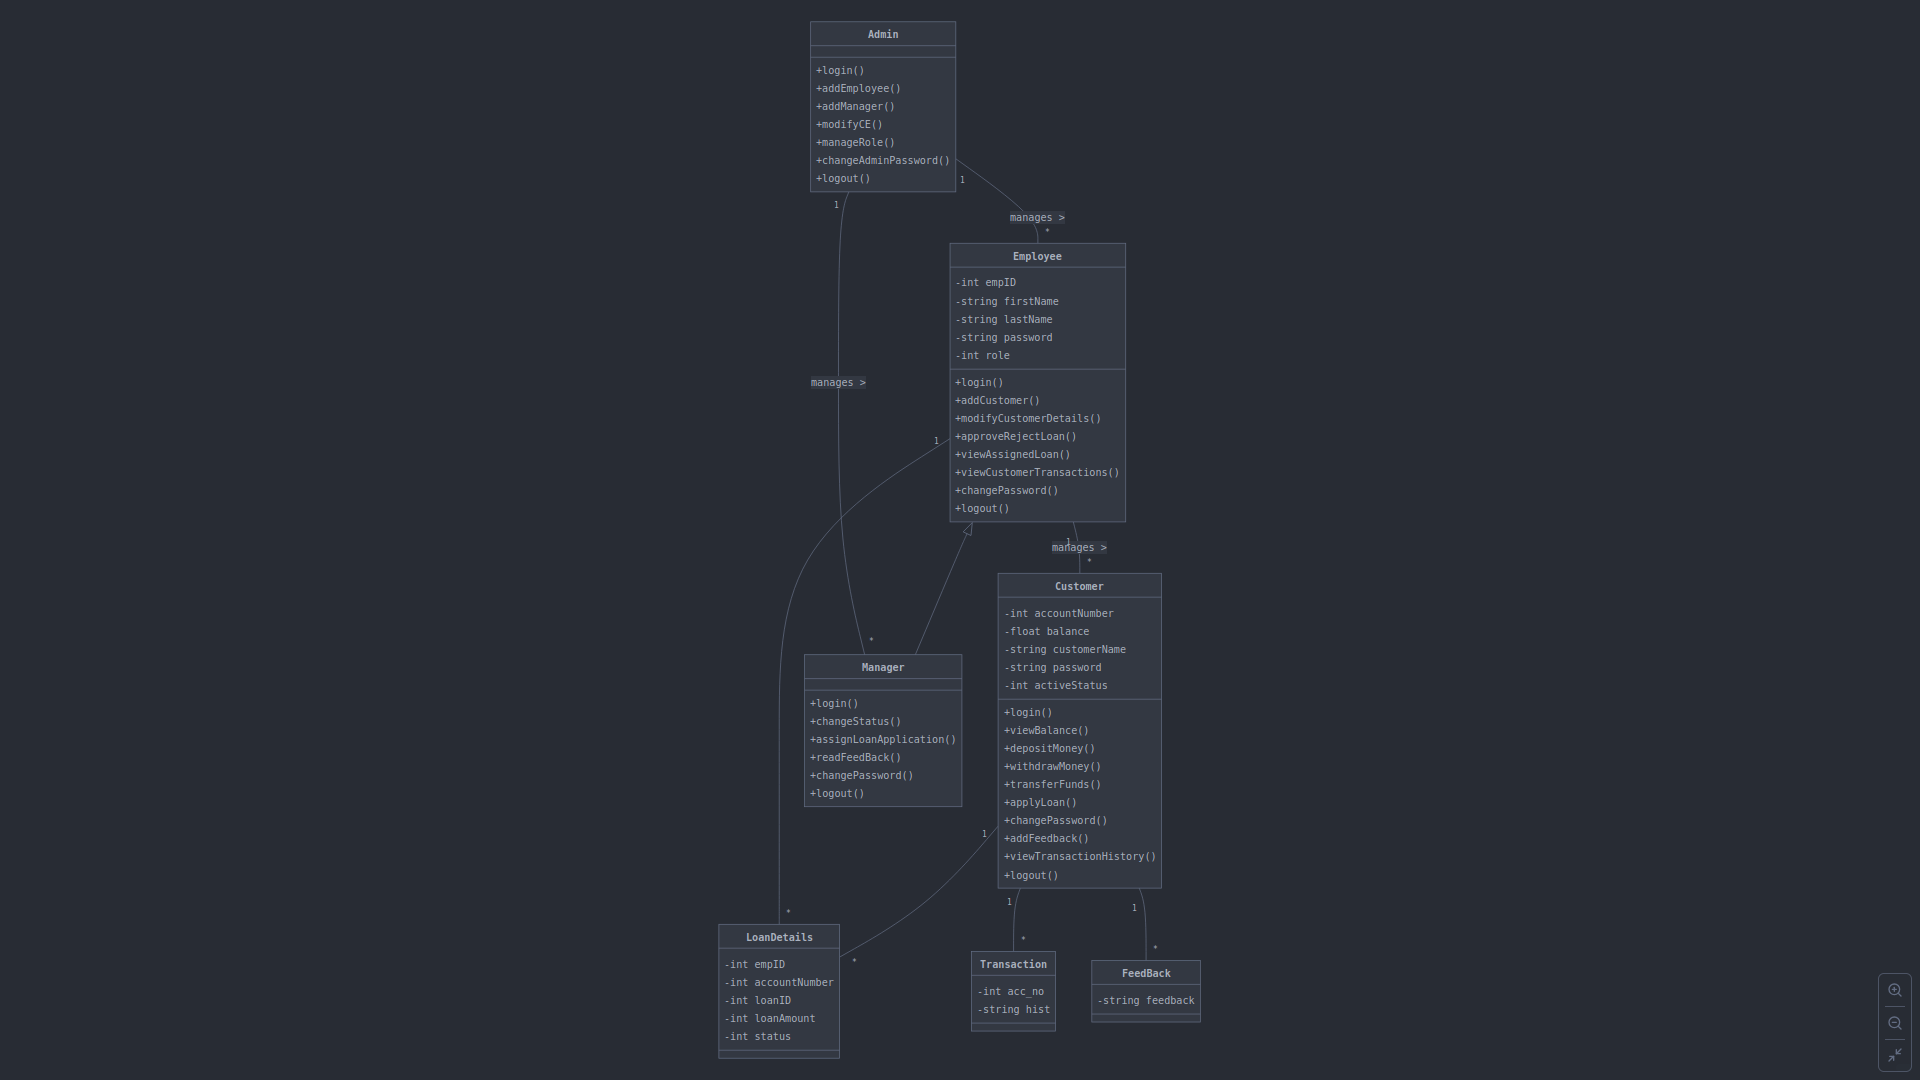 Admin
+login()
+addEmployee()
+addManager()
+modifyCE()
+manageRole()
+changeAdminPassword()
+logout()
1
1
manages >
*
Employee
-int empID
-string firstName
-string lastName
-string password
-int role
+login()
+addCustomer()
+modifyCustomerDetails()
+approveRejectLoan()
+viewAssignedLoan()
+viewCustomerTransactions()
+changePassword()
+logout()
manages >
1
1
manages >
*
*
Manager
+login()
+changeStatus()
+assignLoanApplication()
+readFeedBack()
+changePassword()
+logout()
Customer
-int accountNumber
-float balance
-string customerName
-string password
-int activeStatus
+login()
+viewBalance()
+depositMoney()
+withdrawMoney()
+transferFunds()
+applyLoan()
+changePassword()
+addFeedback()
+viewTransactionHistory()
+logout()
1
1
1
*
*
*
*
LoanDetails
-int empID
-int accountNumber
-int loanID
-int loanAmount
-int status
Transaction
-int acc_no
-string hist
FeedBack
-string feedback